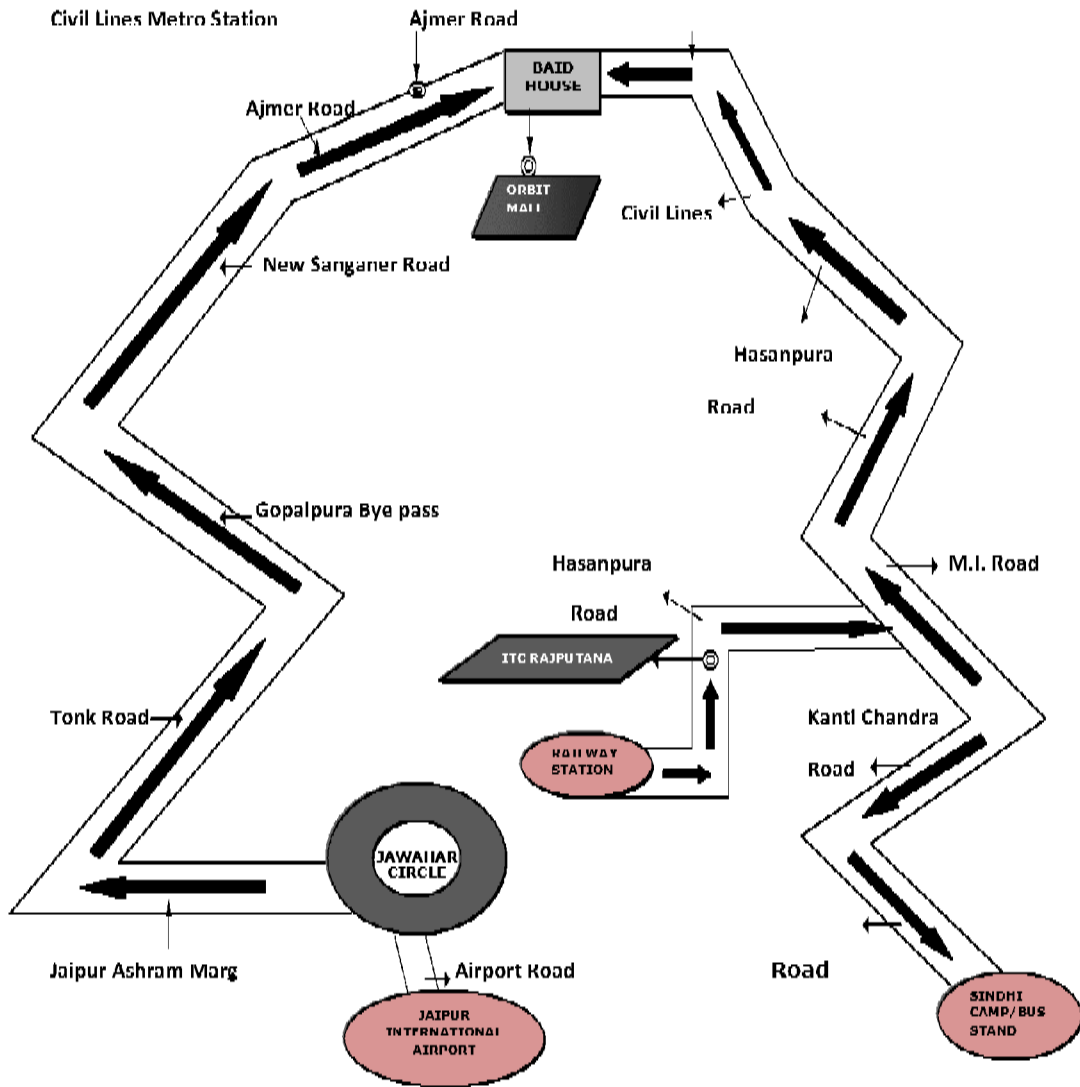 Civil Lines Metro Station
Ajmer Road
BAID
HOUSE
Ajmer Road
ORBIT
MALL
Civil Lines
New Sanganer Road
Hasanpura
Road
Gopalpura Bye pass
Hasanpura
Road
M.I. Road
ITC RAJPUTANA
Tonk Road
Kanti Chandra
Road
RAILWAY
STATION
JAWAHAR
CIRCLE
Jaipur Ashram Marg
Airport Road
Road
JAIPUR
INTERNATIONAL
AIRPORT
SINDHI
CAMP/BUS
STAND